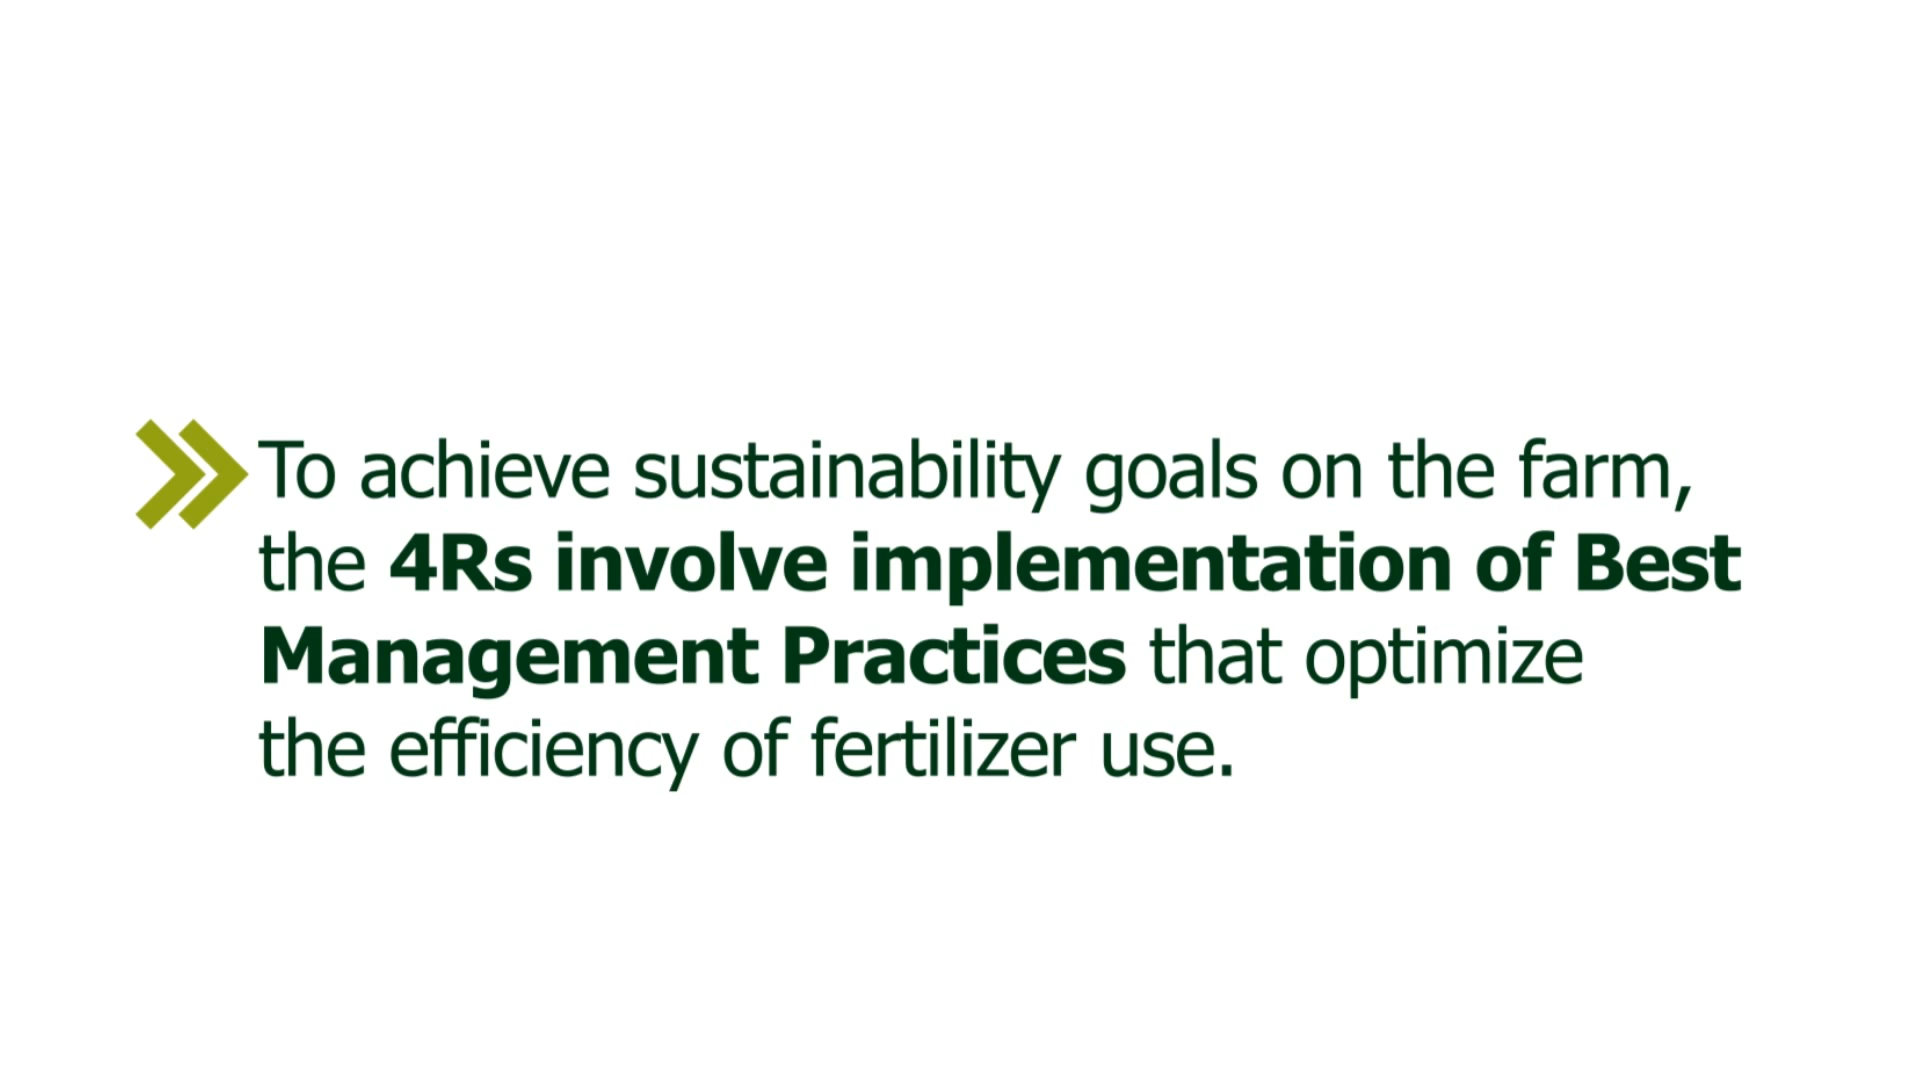 To achieve sustainability goals on the farm,
the 4Rs involve implementation of Best
Management Practices that optimize
the efficiency of fertilizer use.